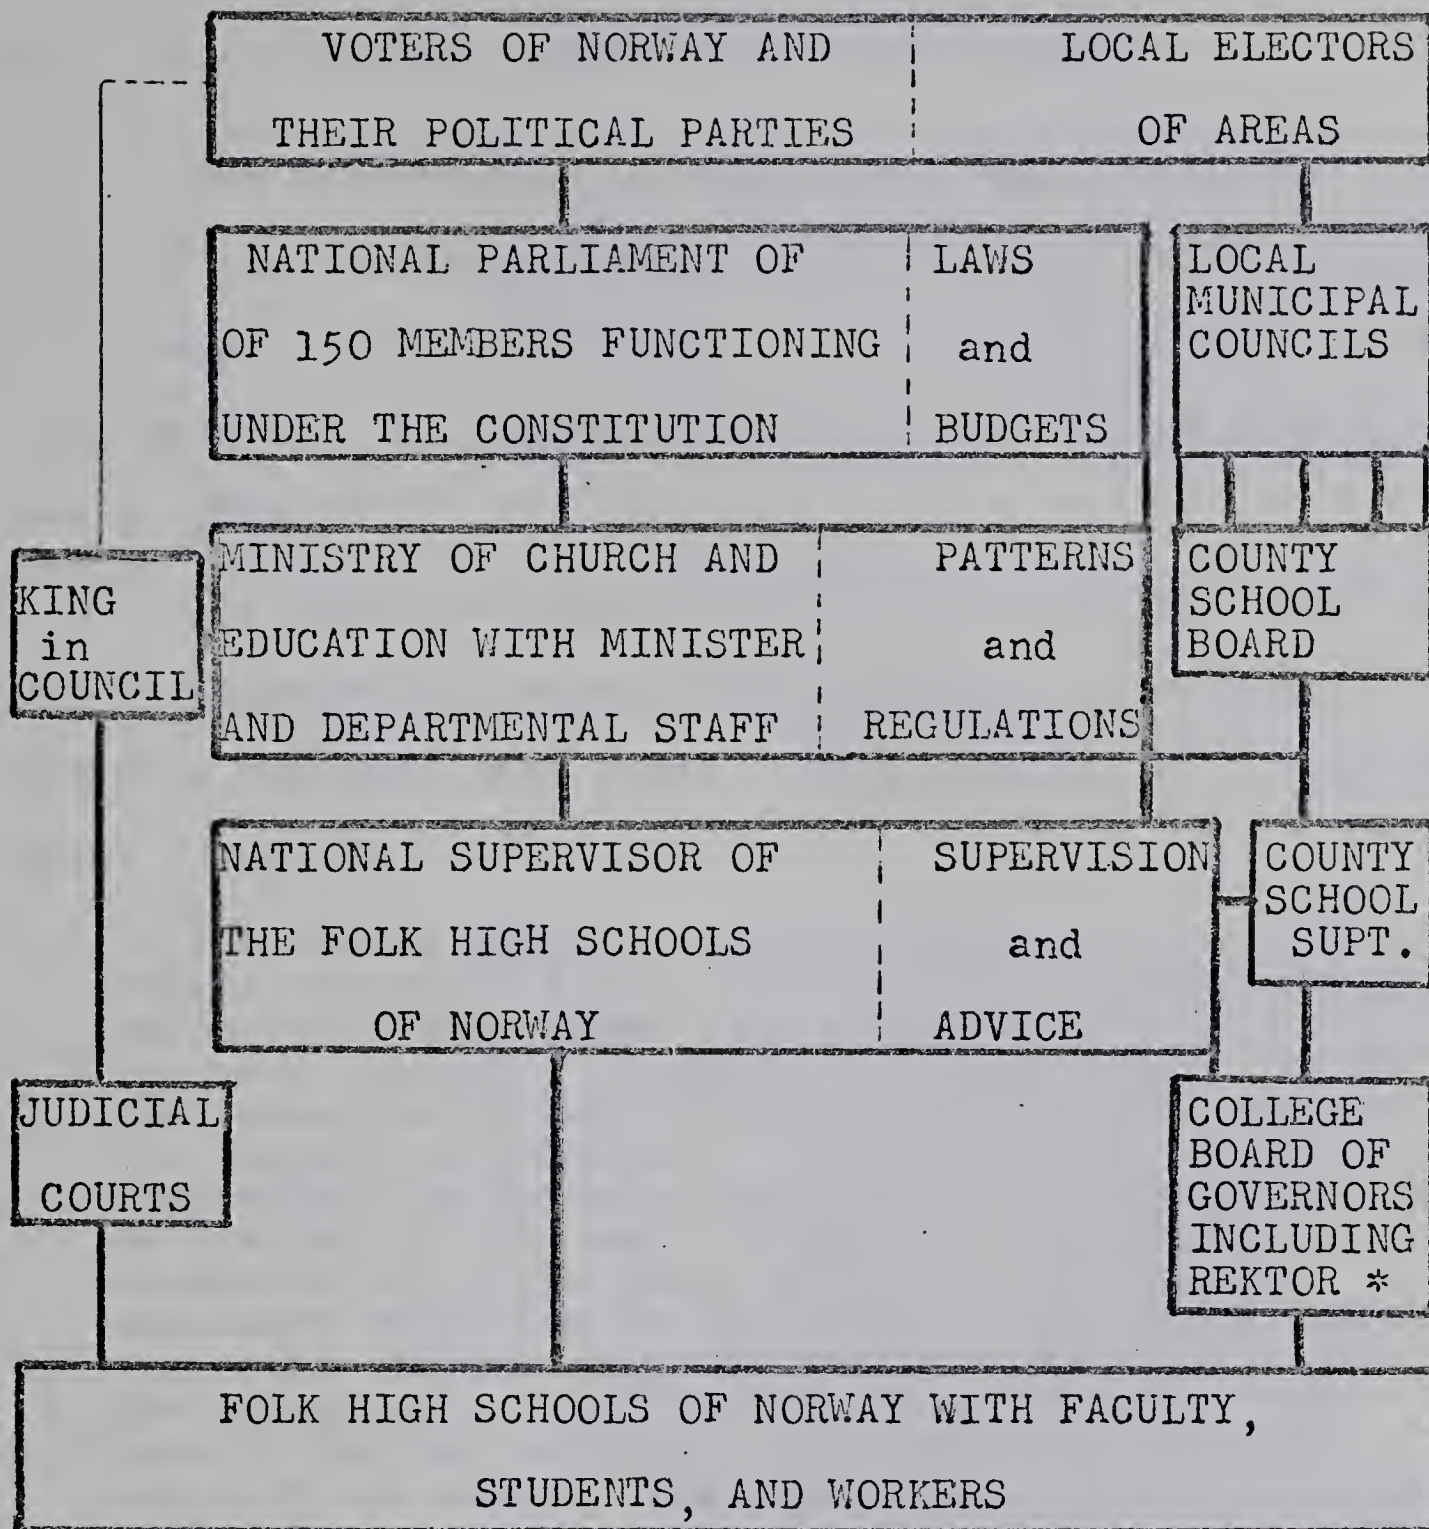 VOTERS OF NORWAY AND
THEIR POLITICAL PARTIES
LOCAL ELECTORS
OF AREAS
NATIONAL PARLIAMENT OF
OF 150 MEMBERS FUNCTIONING
UNDER THE CONSTITUTION
LAWS
and
BUDGETS
LOCAL
MUNICIPAL
COUNCILS
KING
in
COUNCIL
MINISTRY OF CHURCH AND
EDUCATION WITH MINISTER
AND DEPARTMENTAL STAFF
PATTERNS
and
REGULATIONS
COUNTY
SCHOOL
BOARD
NATIONAL SUPERVISOR OF
THE FOLK HIGH SCHOOLS
OF NORWAY
SUPERVISION
and
ADVICE
COUNTY
SCHOOL
SUPT.
JUDICIAL
COURTS
COLLEGE
BOARD OF
GOVERNORS
INCLUDING
REKTOR *
FOLK HIGH SCHOOLS OF NORWAY WITH FACULTY,
STUDENTS, AND WORKERS